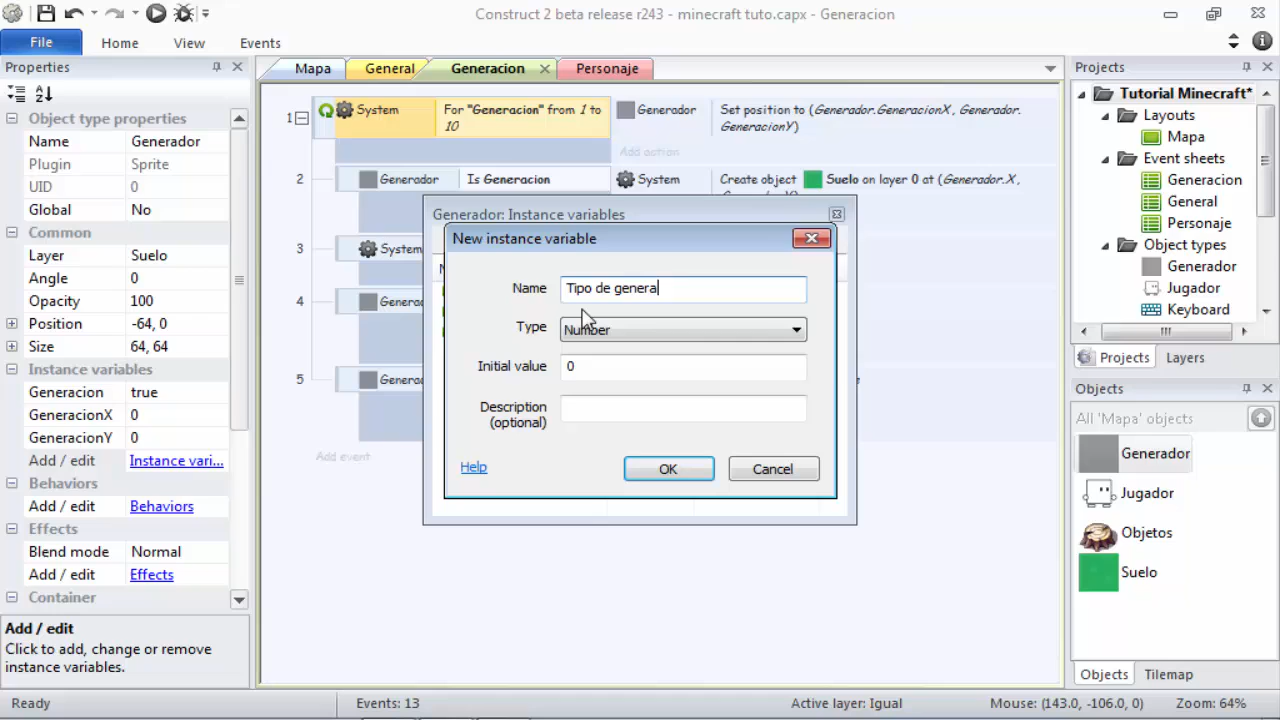 Construct 2 beta release r243 - minecraft tuto.capx - Generacion
File Home View Events
Properties
Object type properties
Name Generador
Plugin Sprite
UID 0
Global No
Common
Layer Suelo
Angle 0
Opacity 100
Position -64, 0
Size 64, 64
Instance variables
Generacion true
GeneracionX 0
GeneracionY 0
Add / edit Instance vari...
Behaviors
Add / edit Behaviors
Effects
Blend mode Normal
Add / edit Effects
Container
Add / edit
Click to add, change or remove
instance variables.
Mapa General Generacion Personaje
1 System For "Generacion" from 1 to
10
Generador Set position to (Generador.GeneracionX, Generador.
GeneracionY)
Add action
2 Generador Is Generacion System Create object Suelo on layer 0 at (Generador.X,
3 System
4 Genera
5 Genera
Add event
Generador: Instance variables
New instance variable
Name Tipo de genera
Type Number
Initial value 0
Description
(optional)
Help OK Cancel
Projects
Tutorial Minecraft*
Layouts
Mapa
Event sheets
Generacion
General
Personaje
Object types
Generador
Jugador
Keyboard
Projects Layers
Objects
All 'Mapa' objects
Generador
Jugador
Objetos
Suelo
Objects Tilemap
Ready Events: 13 Active layer: Igual Mouse: (143.0, -106.0, 0) Zoom: 64%